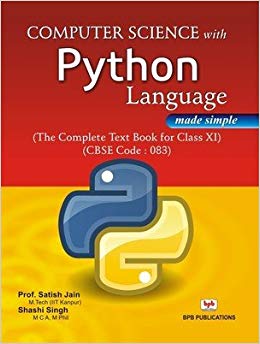 COMPUTER SCIENCE with
Python
Language
made simple
(The Complete Text Book for Class XI)
(CBSE Code : 083)
Prof. Satish Jain
M.Tech (IIT Kanpur)
Shashi Singh
M C A, M Phil
bpb
BPB PUBLICATIONS